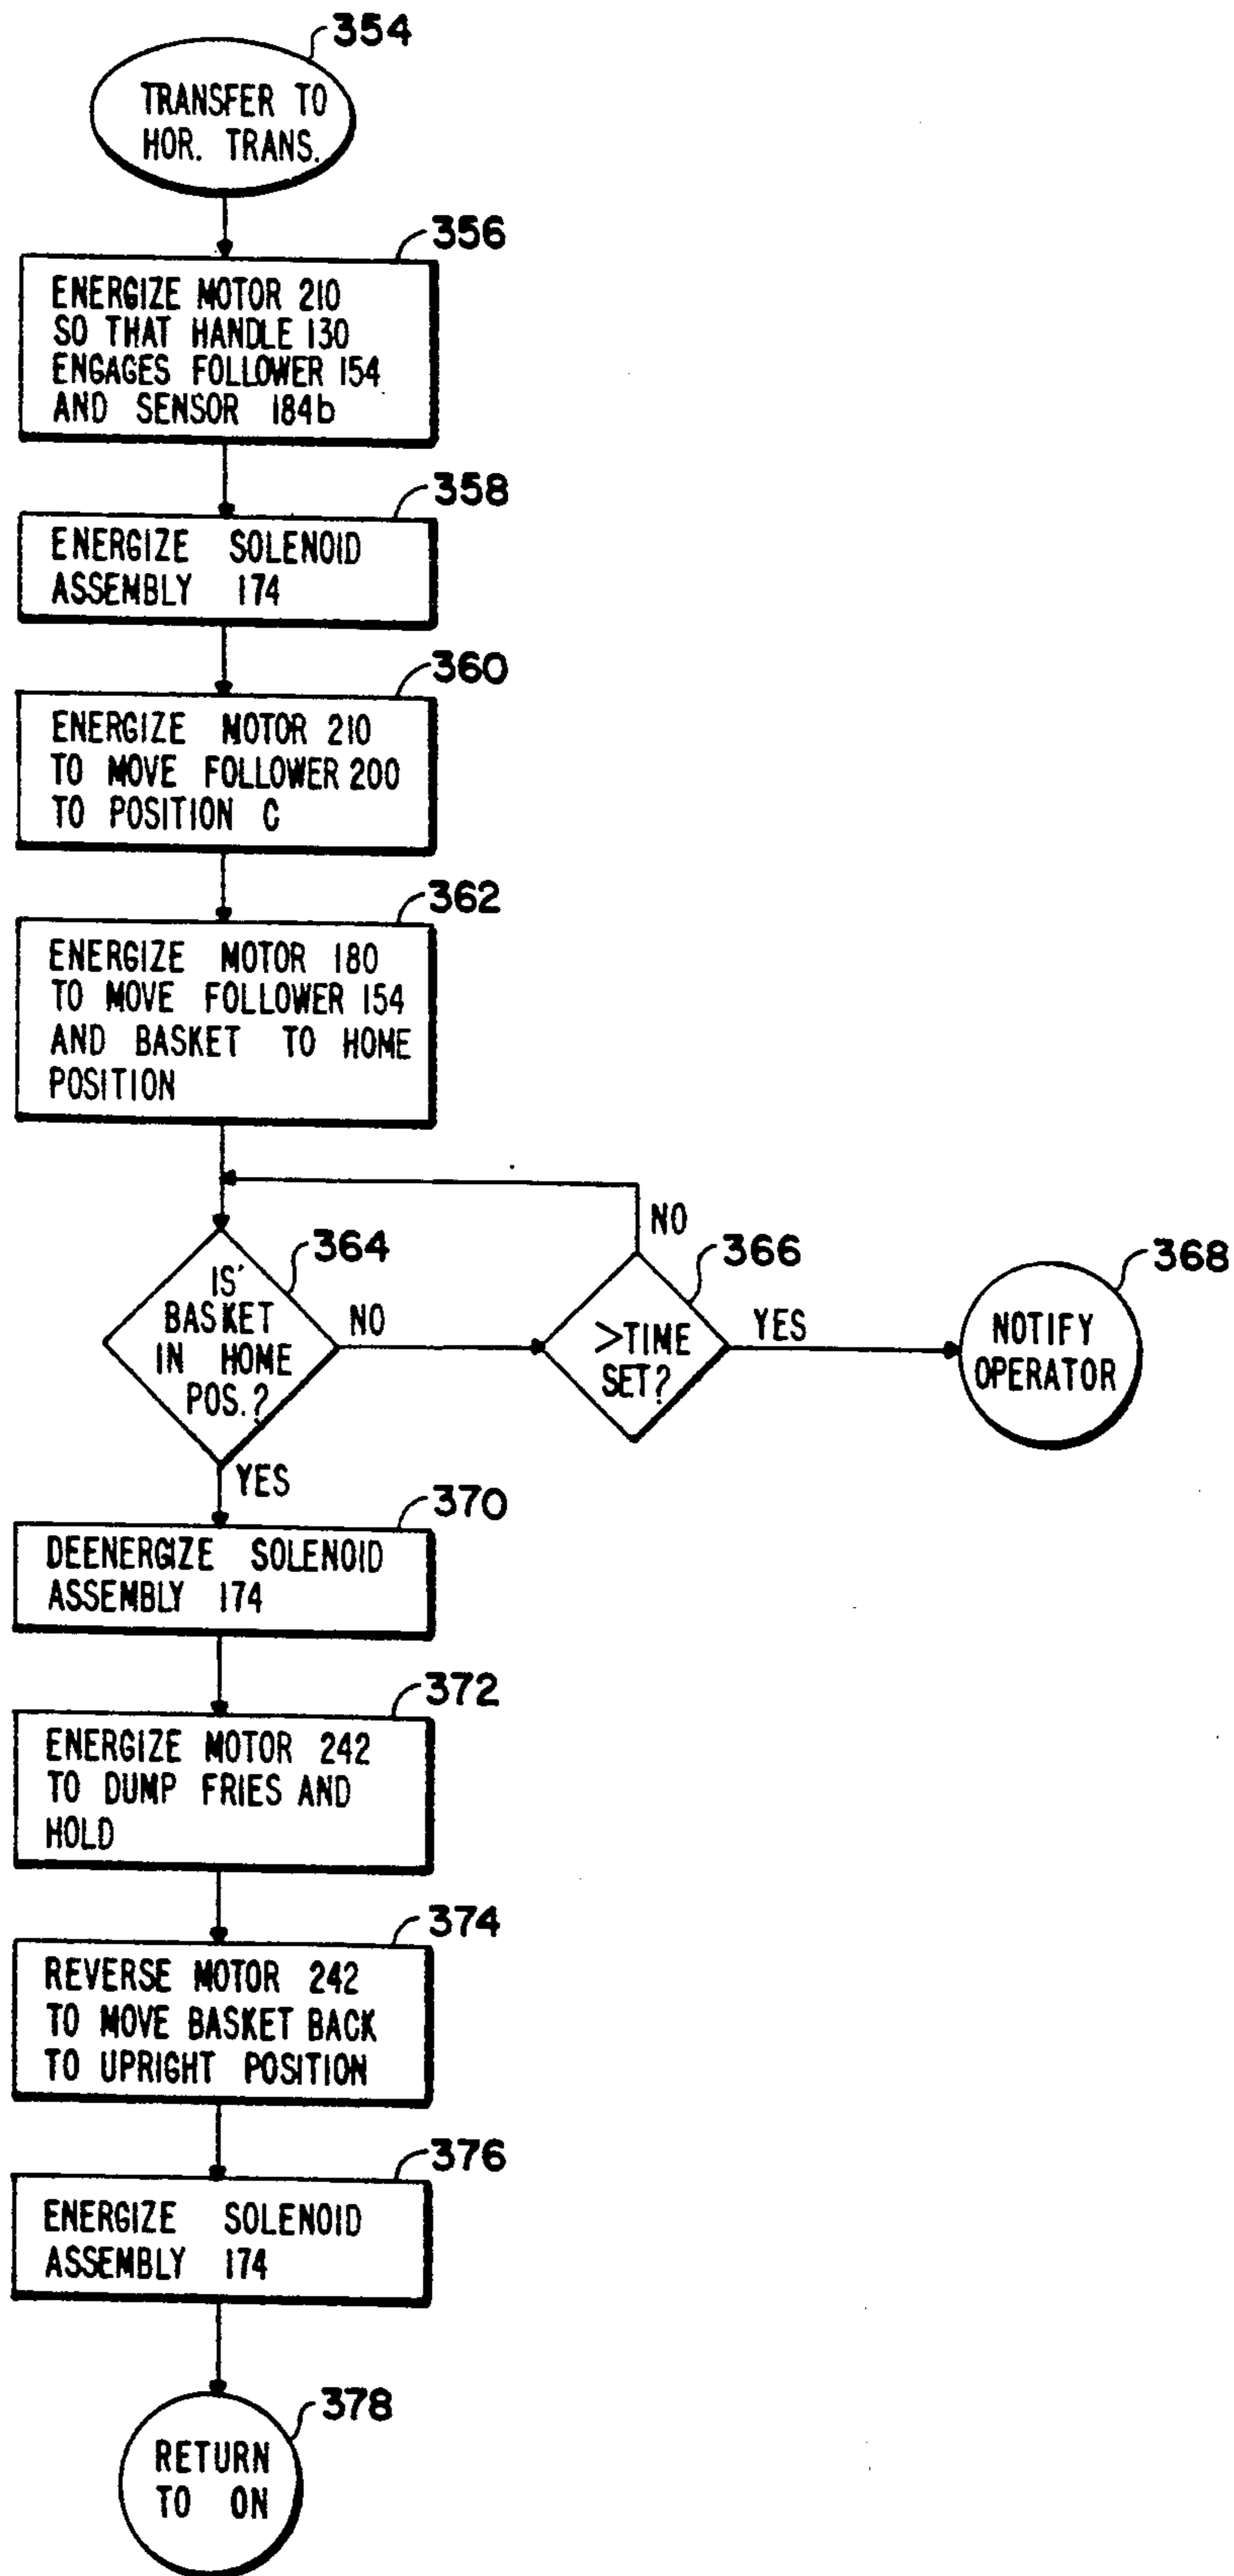 354
TRANSFER TO
HOR. TRANS.
356
ENERGIZE MOTOR 210
SO THAT HANDLE 130
ENGAGES FOLLOWER 154
AND SENSOR 184b
358
ENERGIZE SOLENOID
ASSEMBLY 174
360
ENERGIZE MOTOR 210
TO MOVE FOLLOWER 200
TO POSITION C
362
ENERGIZE MOTOR 180
TO MOVE FOLLOWER 154
AND BASKET TO HOME
POSITION
364
IS
BASKET
IN HOME
POS.?
NO
366
>TIME
SET?
NO
YES
368
NOTIFY
OPERATOR
YES
370
DEENERGIZE SOLENOID
ASSEMBLY 174
372
ENERGIZE MOTOR 242
TO DUMP FRIES AND
HOLD
374
REVERSE MOTOR 242
TO MOVE BASKET BACK
TO UPRIGHT POSITION
376
ENERGIZE SOLENOID
ASSEMBLY 174
378
RETURN
TO ON